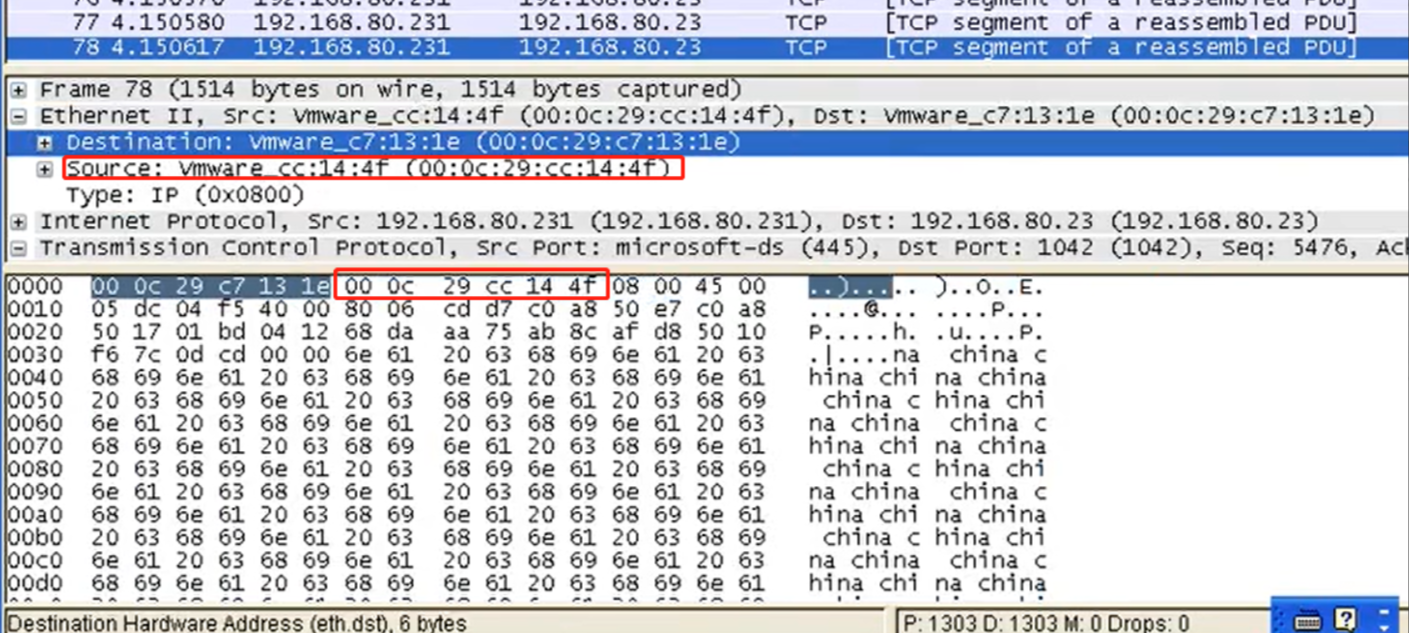 76 4.150570 192.168.80.231 192.168.80.23 TCP [TCP segment of a reassembled PDU]
77 4.150580 192.168.80.231 192.168.80.23 TCP [TCP segment of a reassembled PDU]
78 4.150617 192.168.80.231 192.168.80.23 TCP [TCP segment of a reassembled PDU]
Frame 78 (1514 bytes on wire, 1514 bytes captured)
Ethernet II, Src: Vmware_cc:14:4f (00:0c:29:cc:14:4f), Dst: Vmware_c7:13:1e (00:0c:29:c7:13:1e)
Destination: Vmware_c7:13:1e (00:0c:29:c7:13:1e)
Source: Vmware_cc:14:4f (00:0c:29:cc:14:4f)
Type: IP (0x0800)
Internet Protocol, Src: 192.168.80.231 (192.168.80.231), Dst: 192.168.80.23 (192.168.80.23)
Transmission Control Protocol, Src Port: microsoft-ds (445), Dst Port: 1042 (1042), Seq: 5476, Ack
0000 00 0c 29 c7 13 1e 00 0c 29 cc 14 4f 08 00 45 00 ..)..... )..O..E.
0010 05 dc 04 f5 40 00 80 06 cd d7 c0 a8 50 e7 c0 a8 ....@... ....P...
0020 50 17 01 bd 04 12 68 da aa 75 ab 8c af d8 50 10 P.....h. .u....P.
0030 f6 7c 0d cd 00 00 6e 61 20 63 68 69 6e 61 20 63 .|....na china c
0040 68 69 6e 61 20 63 68 69 6e 61 20 63 68 69 6e 61 hina chi na china
0050 20 63 68 69 6e 61 20 63 68 69 6e 61 20 63 68 69 china c hina chi
0060 6e 61 20 63 68 69 6e 61 20 63 68 69 6e 61 20 63 na china china c
0070 68 69 6e 61 20 63 68 69 6e 61 20 63 68 69 6e 61 hina chi na china
0080 20 63 68 69 6e 61 20 63 68 69 6e 61 20 63 68 69 china c hina chi
0090 6e 61 20 63 68 69 6e 61 20 63 68 69 6e 61 20 63 na china china c
00a0 68 69 6e 61 20 63 68 69 6e 61 20 63 68 69 6e 61 hina chi na china
00b0 20 63 68 69 6e 61 20 63 68 69 6e 61 20 63 68 69 china c hina chi
00c0 6e 61 20 63 68 69 6e 61 20 63 68 69 6e 61 20 63 na china china c
00d0 68 69 6e 61 20 63 68 69 6e 61 20 63 68 69 6e 61 hina chi na china
Destination Hardware Address (eth.dst), 6 bytes P: 1303 D: 1303 M: 0 Drops: 0